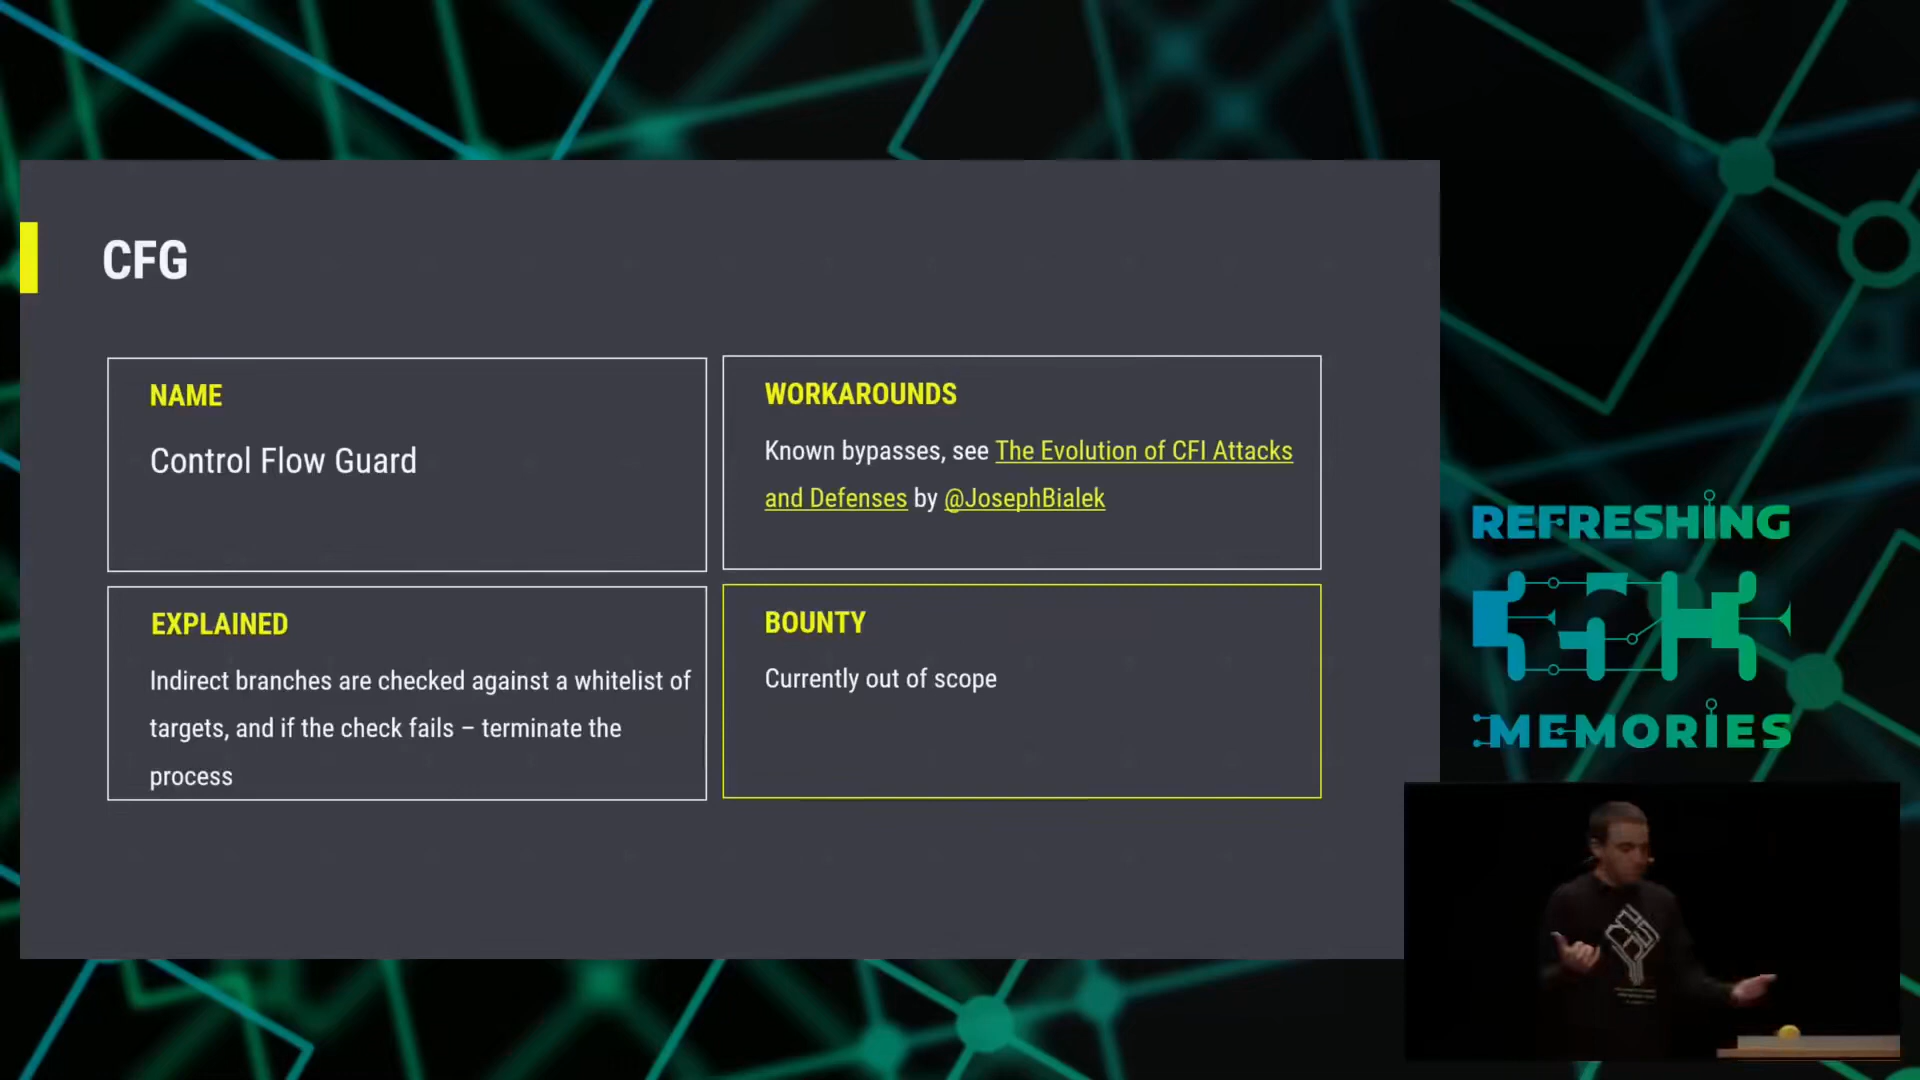 CFG
NAME
Control Flow Guard
WORKAROUNDS
Known bypasses, see The Evolution of CFI Attacks
and Defenses by @JosephBialek
EXPLAINED
Indirect branches are checked against a whitelist of
targets, and if the check fails – terminate the
process
BOUNTY
Currently out of scope
REFRESHING
MEMORIES